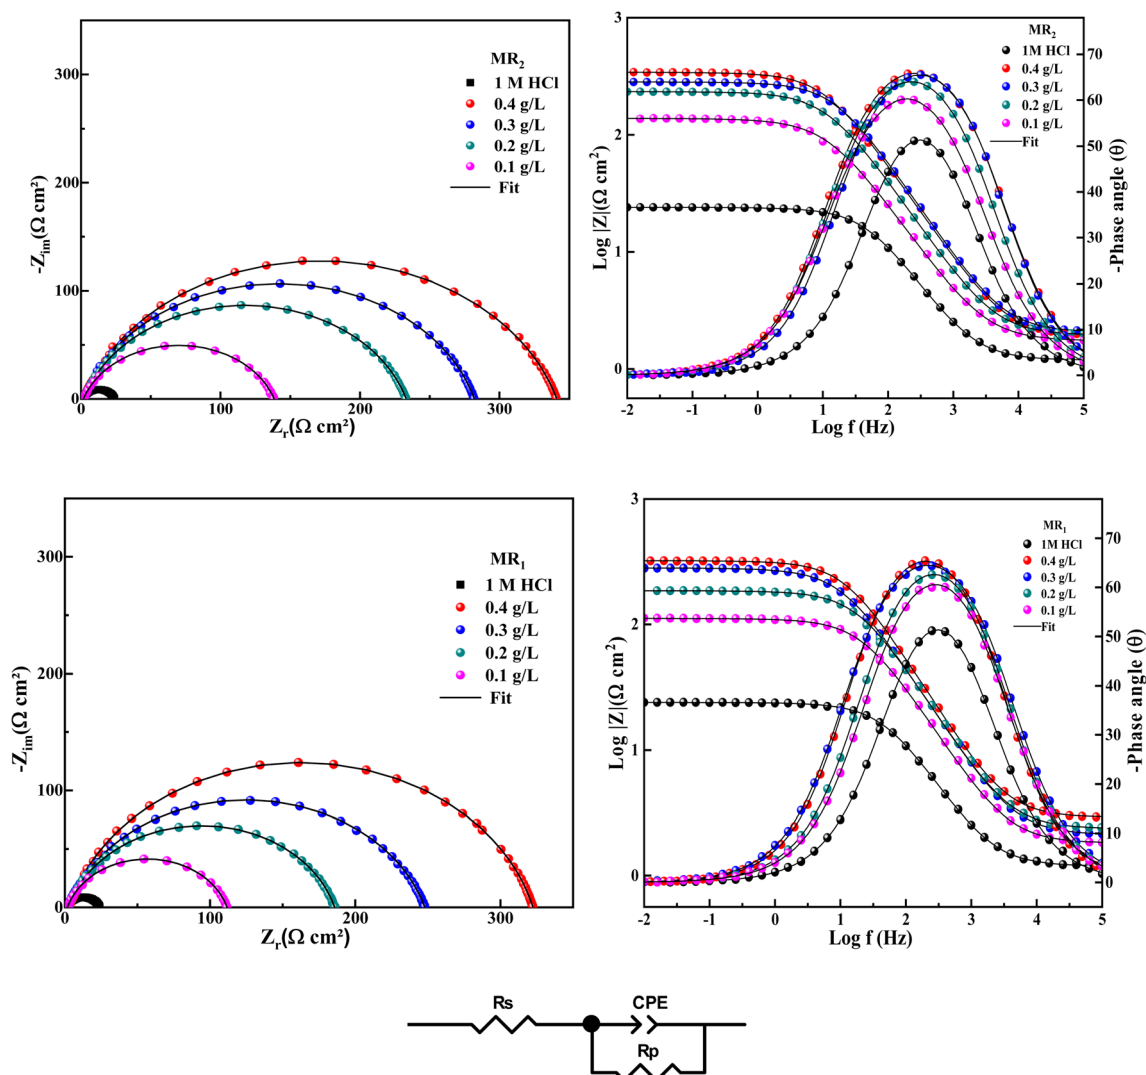 MR2
1 M HCl
0.4 g/L
0.3 g/L
0.2 g/L
0.1 g/L
Fit
300
200
100
0
0 100 200 300
-Zim(Ω cm²)
Zr(Ω cm²)
MR2
1M HCl
0.4 g/L
0.3 g/L
0.2 g/L
0.1 g/L
Fit
3
2
1
0
-2 -1 0 1 2 3 4 5
70
60
50
40
30
20
10
0
Log |Z|(Ω cm2)
-Phase angle (θ)
Log f (Hz)
MR1
1 M HCl
0.4 g/L
0.3 g/L
0.2 g/L
0.1 g/L
Fit
300
200
100
0
0 100 200 300
-Zim(Ω cm²)
Zr(Ω cm²)
MR1
1M HCl
0.4 g/L
0.3 g/L
0.2 g/L
0.1 g/L
Fit
3
2
1
0
-2 -1 0 1 2 3 4 5
70
60
50
40
30
20
10
0
Log |Z|(Ω cm2)
-Phase angle (θ)
Log f (Hz)
Rs
CPE
Rp